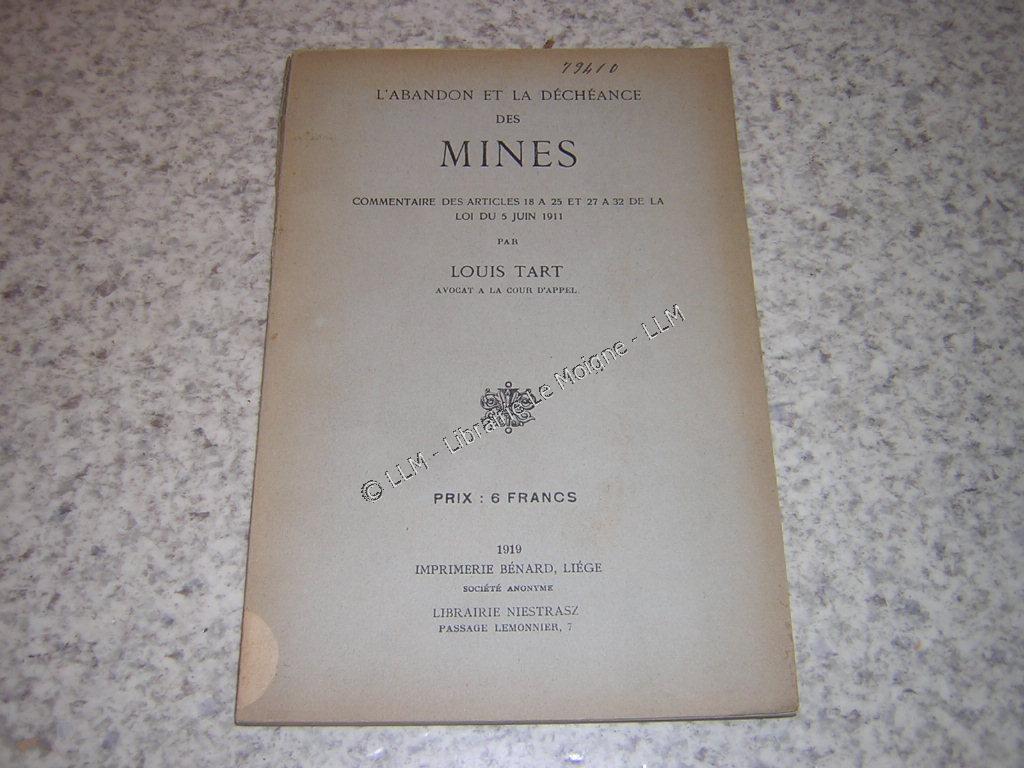 79410
L'ABANDON ET LA DÉCHÉANCE
DES
MINES
COMMENTAIRE DES ARTICLES 18 A 25 ET 27 A 32 DE LA
LOI DU 5 JUIN 1911
PAR
LOUIS TART
AVOCAT A LA COUR D'APPEL
© LLM - Librairie Le Moigne - LLM
PRIX : 6 FRANCS
1919
IMPRIMERIE BÉNARD, LIÉGE
SOCIÉTÉ ANONYME
LIBRAIRIE NIESTRASZ
PASSAGE LEMONNIER, 7